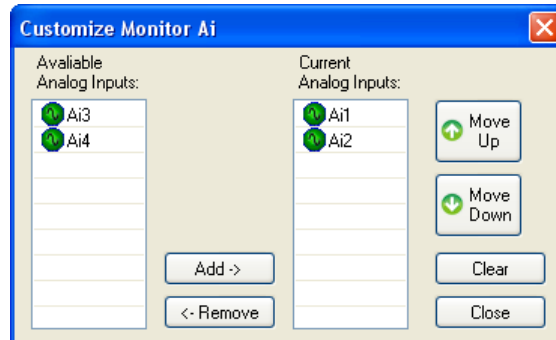 Customize Monitor Ai
Avaliable
Analog Inputs:
Ai3
Ai4
Add ->
<- Remove
Current
Analog Inputs:
Ai1
Ai2
Move
Up
Move
Down
Clear
Close